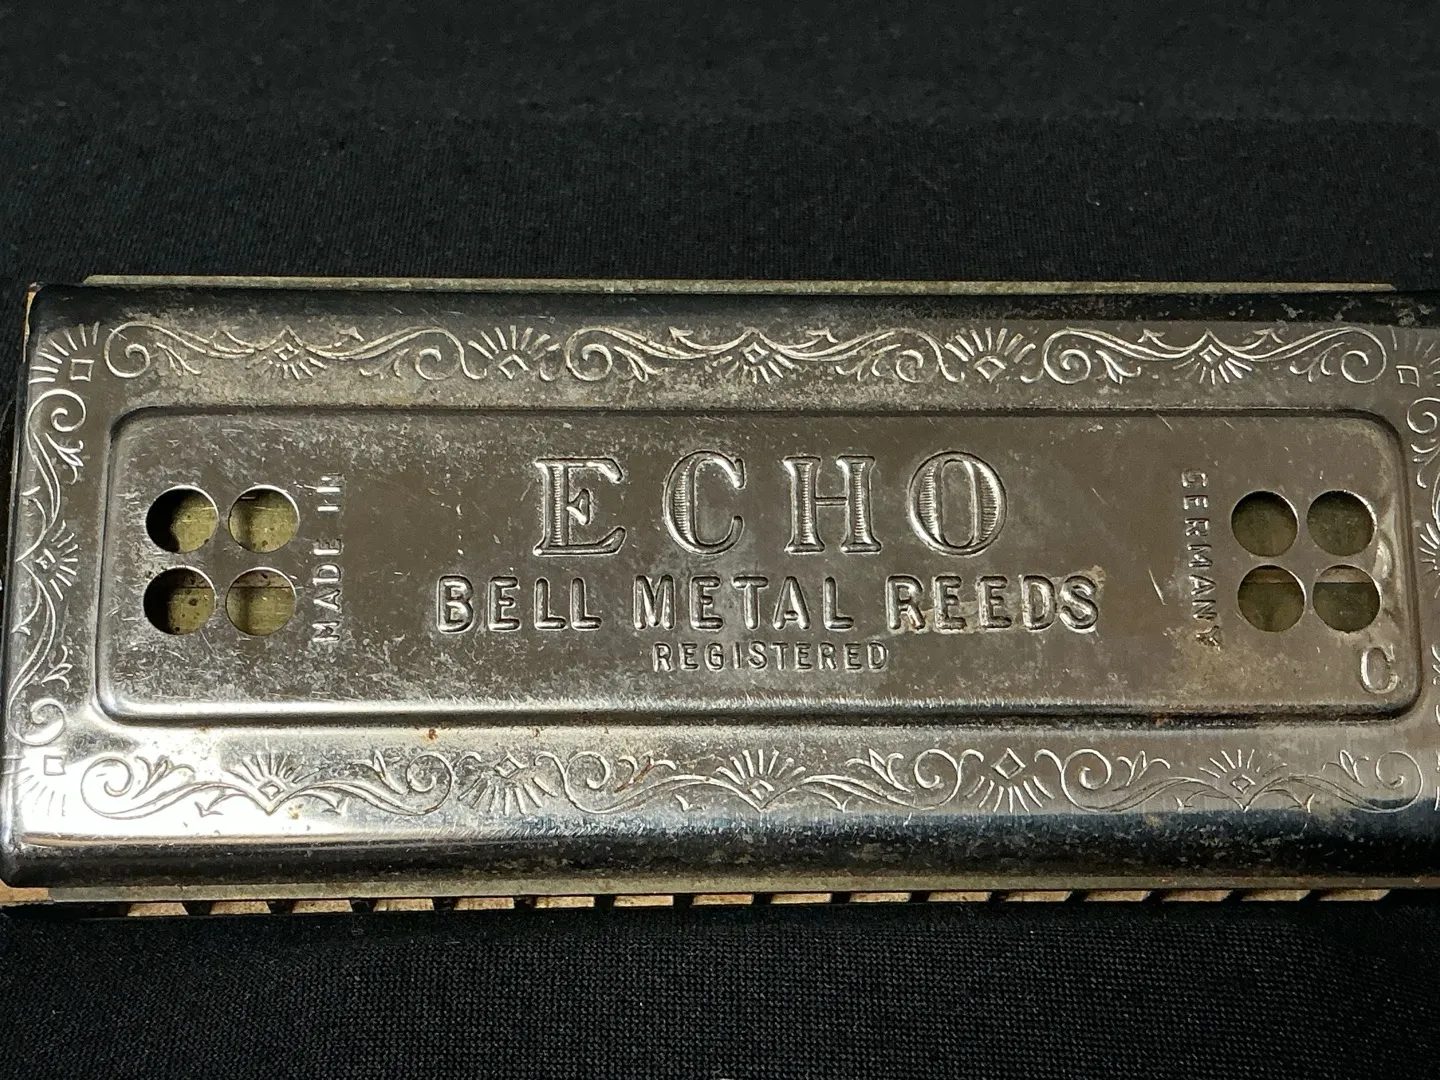 MADE IN
ECHO
BELL METAL REEDS
REGISTERED
GERMANY
C